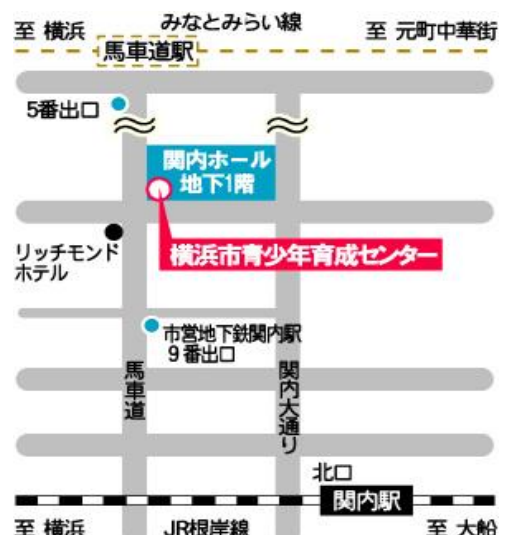 みなとみらい線
至 横浜
至 元町中華街
馬車道駅
5番出口
関内ホール
地下1階
横浜市青少年育成センター
リッチモンド
ホテル
市営地下鉄関内駅
9番出口
馬車道
関内大通り
北口
関内駅
至 横浜
JR根岸線
至 大船